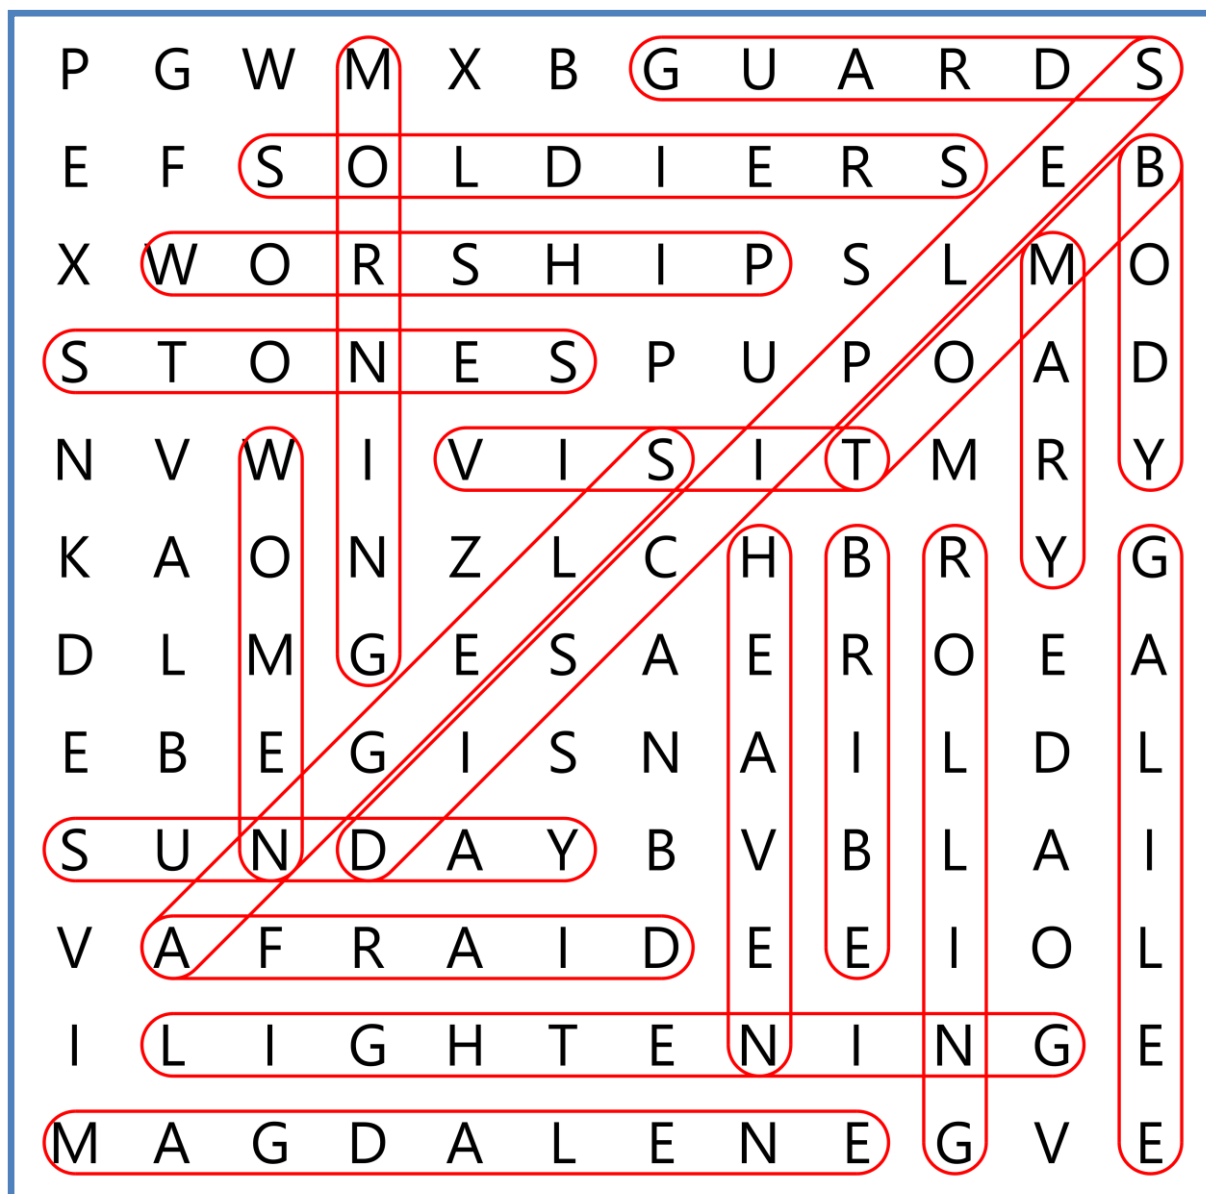 P G W M X B G U A R D S
E F S O L D I E R S E B
X W O R S H I P S L M O
S T O N E S P U P O A D
N V W I V I S I T M R Y
K A O N Z L C H B R Y G
D L M G E S A E R O E A
E B E G I S N A I L D L
S U N D A Y B V B L A I
V A F R A I D E E I O L
I L I G H T E N I N G E
M A G D A L E N E G V E